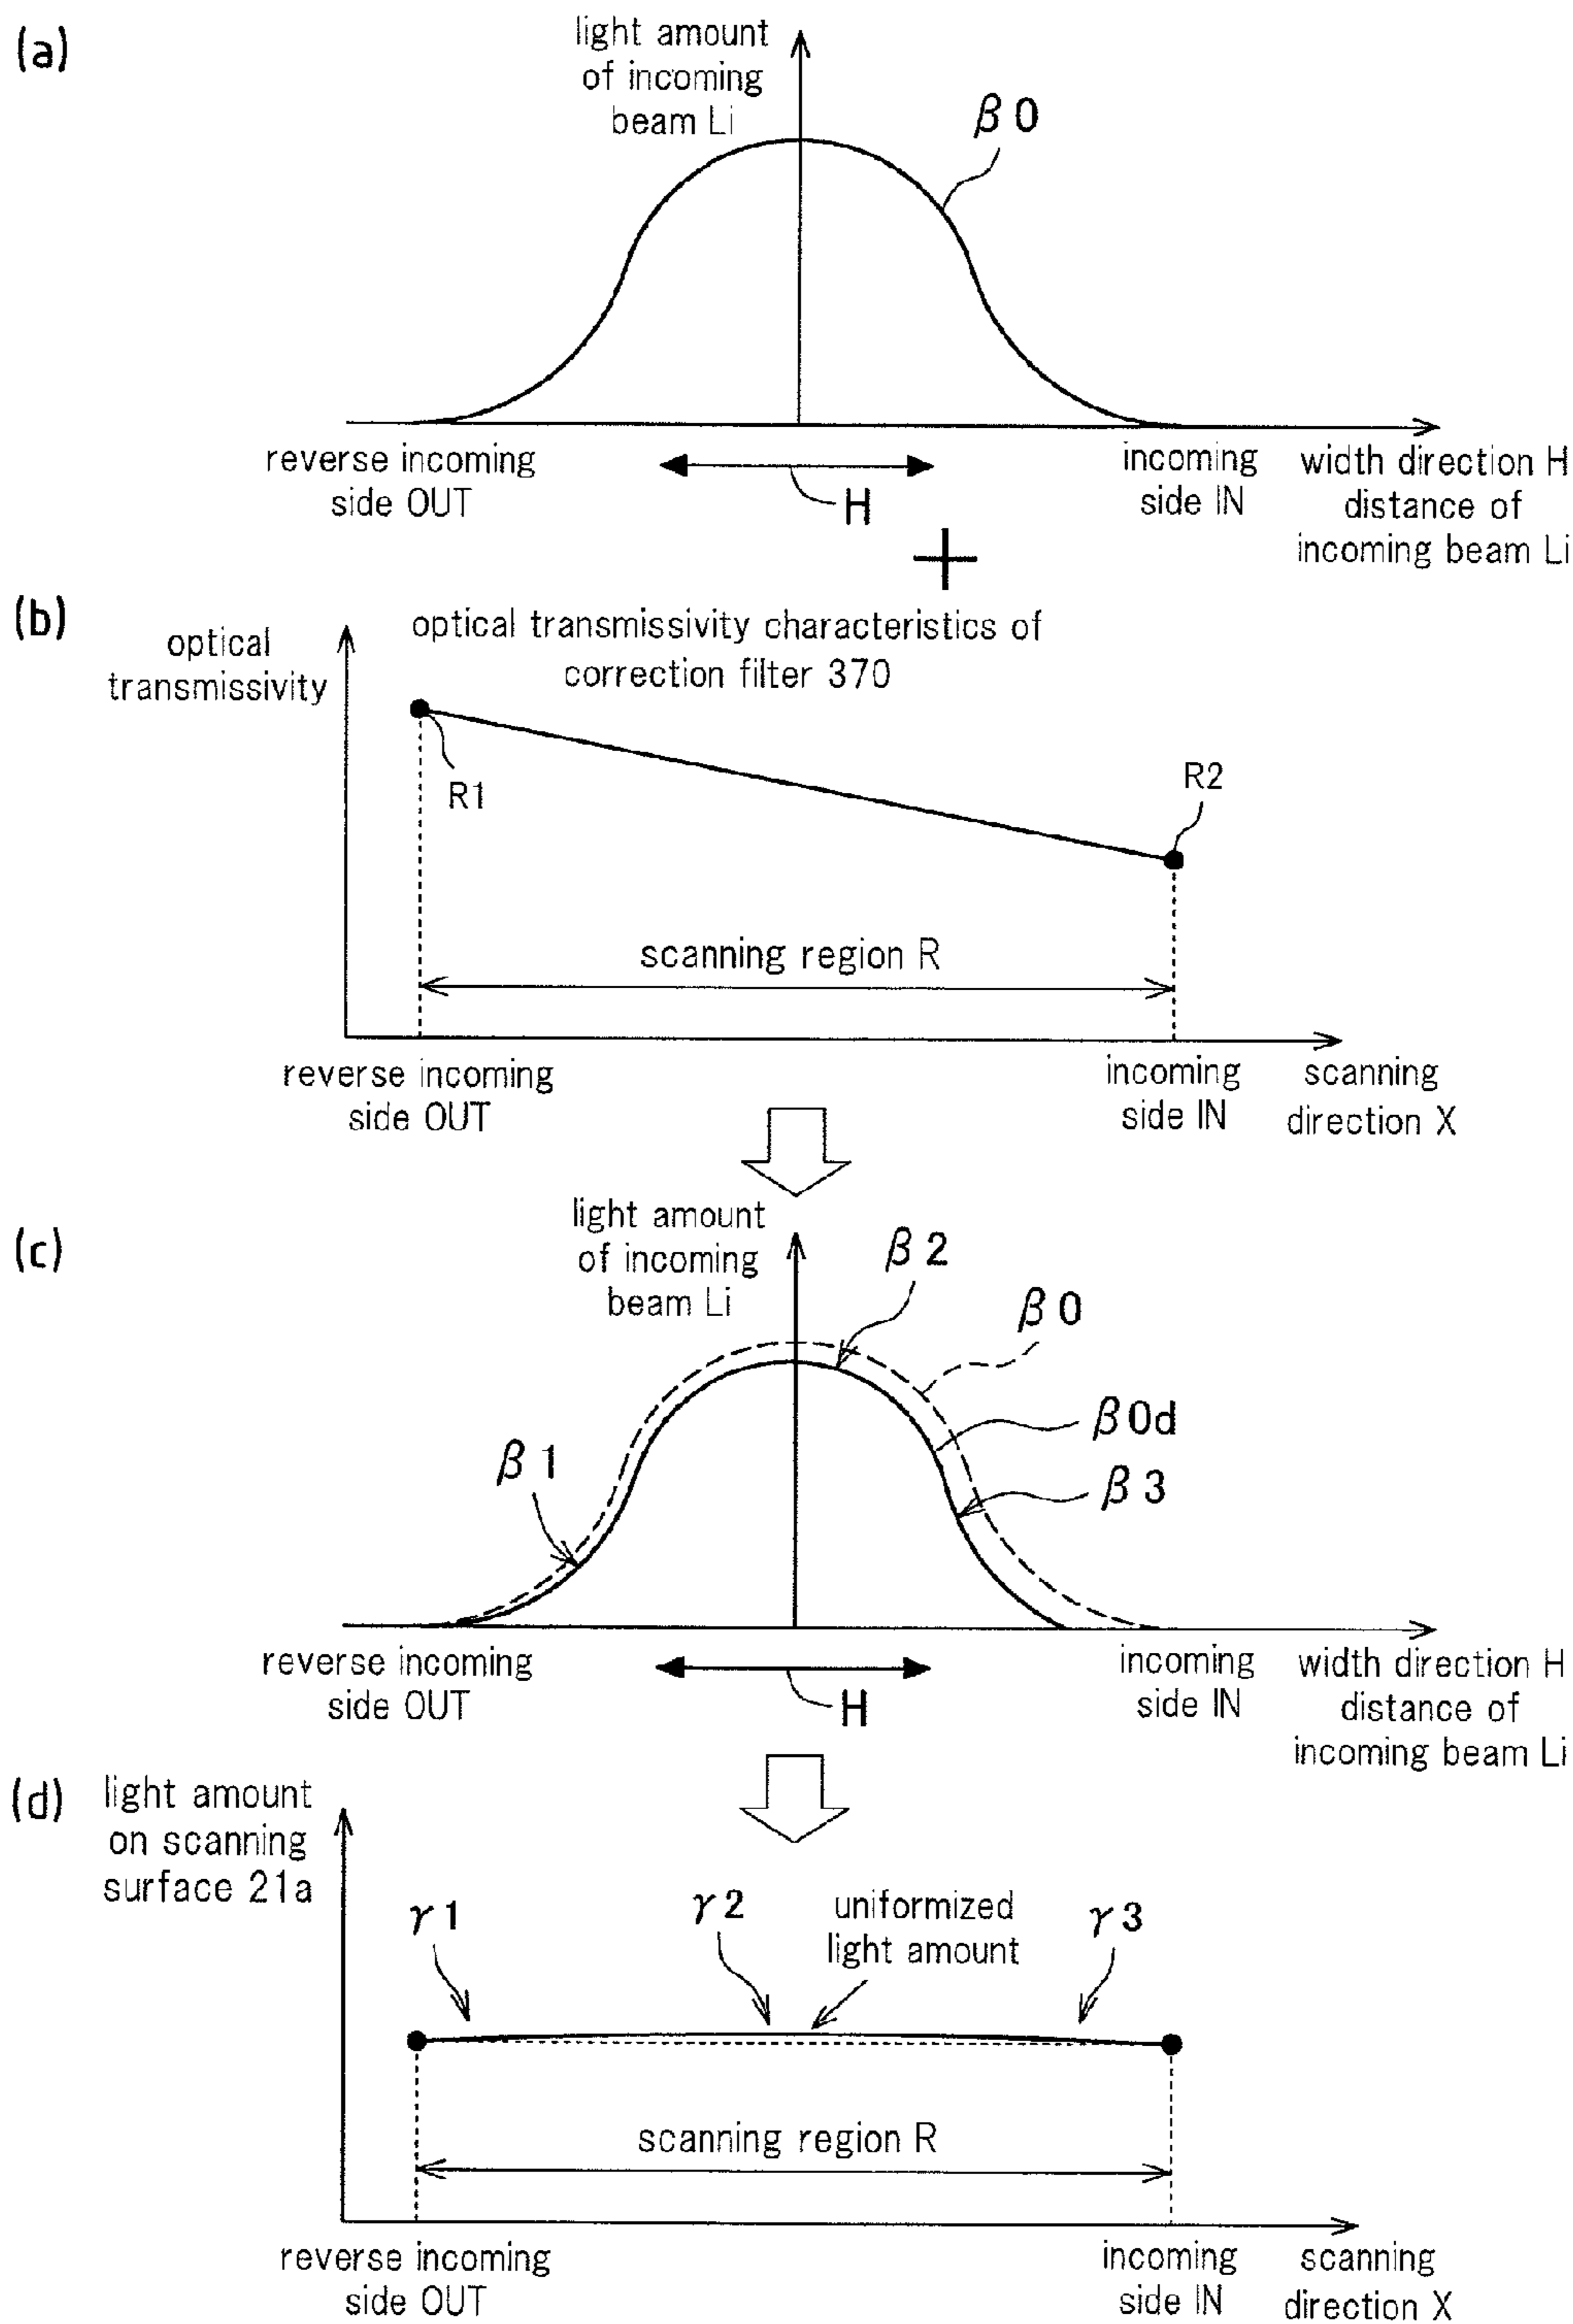 (a)
light amount
of incoming
beam Li
β0
reverse incoming
side OUT
H
incoming
side IN
width direction H
distance of
incoming beam Li
+
(b)
optical
transmissivity
optical transmissivity characteristics of
correction filter 370
R1
R2
scanning region R
reverse incoming
side OUT
incoming
side IN
scanning
direction X
(c)
light amount
of incoming
beam Li
β2
β0
β0d
β1
β3
reverse incoming
side OUT
H
incoming
side IN
width direction H
distance of
incoming beam Li
(d)
light amount
on scanning
surface 21a
γ1
γ2
uniformized
light amount
γ3
scanning region R
reverse incoming
side OUT
incoming
side IN
scanning
direction X